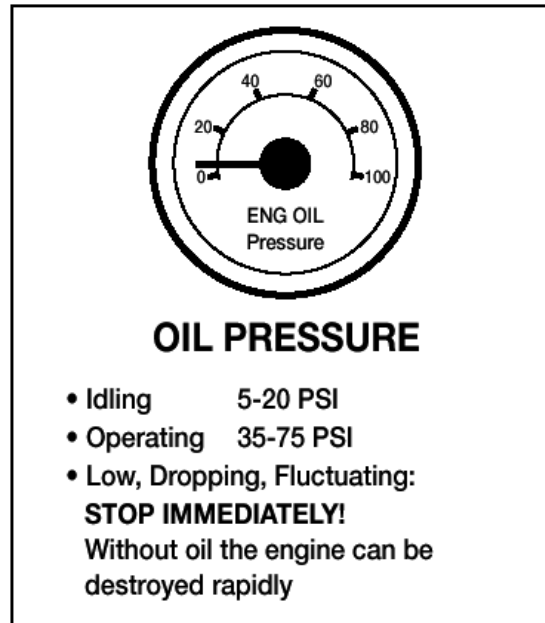 40 60
20 80
0 100
ENG OIL
Pressure
OIL PRESSURE
• Idling 5-20 PSI
• Operating 35-75 PSI
• Low, Dropping, Fluctuating:
STOP IMMEDIATELY!
Without oil the engine can be
destroyed rapidly